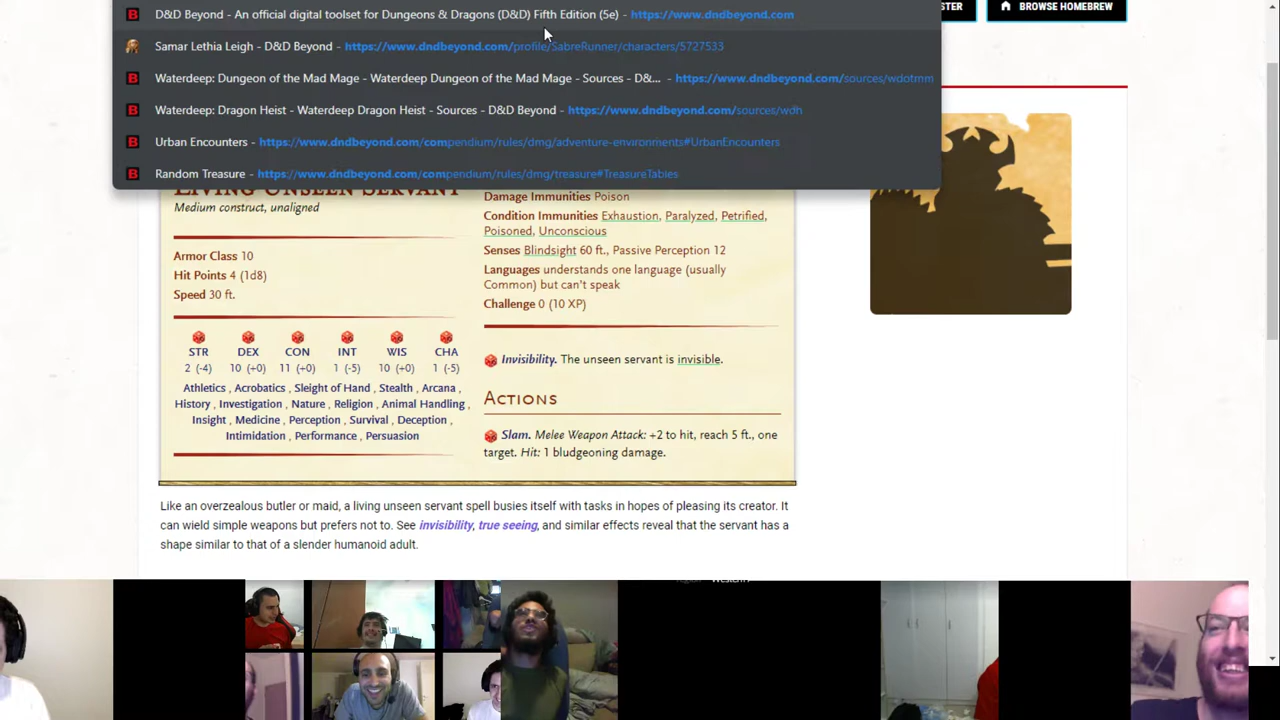 D&D Beyond - An official digital toolset for Dungeons & Dragons (D&D) Fifth Edition (5e) - https://www.dndbeyond.com
STER
BROWSE HOMEBREW
Samar Lethia Leigh - D&D Beyond - https://www.dndbeyond.com/profile/SabreRunner/characters/5727533
Waterdeep: Dungeon of the Mad Mage - Waterdeep Dungeon of the Mad Mage - Sources - D&... - https://www.dndbeyond.com/sources/wdotmm
Waterdeep: Dragon Heist - Waterdeep Dragon Heist - Sources - D&D Beyond - https://www.dndbeyond.com/sources/wdh
Urban Encounters - https://www.dndbeyond.com/compendium/rules/dmg/adventure-environments#UrbanEncounters
Random Treasure - https://www.dndbeyond.com/compendium/rules/dmg/treasure#TreasureTables
Living Unseen Servant
Medium construct, unaligned
Armor Class 10
Hit Points 4 (1d8)
Speed 30 ft.
STR DEX CON INT WIS CHA
2 (-4) 10 (+0) 11 (+0) 1 (-5) 10 (+0) 1 (-5)
Athletics , Acrobatics , Sleight of Hand , Stealth , Arcana ,
History , Investigation , Nature , Religion , Animal Handling ,
Insight , Medicine , Perception , Survival , Deception ,
Intimidation , Performance , Persuasion
Damage Immunities Poison
Condition Immunities Exhaustion, Paralyzed, Petrified,
Poisoned, Unconscious
Senses Blindsight 60 ft., Passive Perception 12
Languages understands one language (usually
Common) but can't speak
Challenge 0 (10 XP)
Invisibility. The unseen servant is invisible.
Actions
Slam. Melee Weapon Attack: +2 to hit, reach 5 ft., one
target. Hit: 1 bludgeoning damage.
Like an overzealous butler or maid, a living unseen servant spell busies itself with tasks in hopes of pleasing its creator. It
can wield simple weapons but prefers not to. See invisibility, true seeing, and similar effects reveal that the servant has a
shape similar to that of a slender humanoid adult.